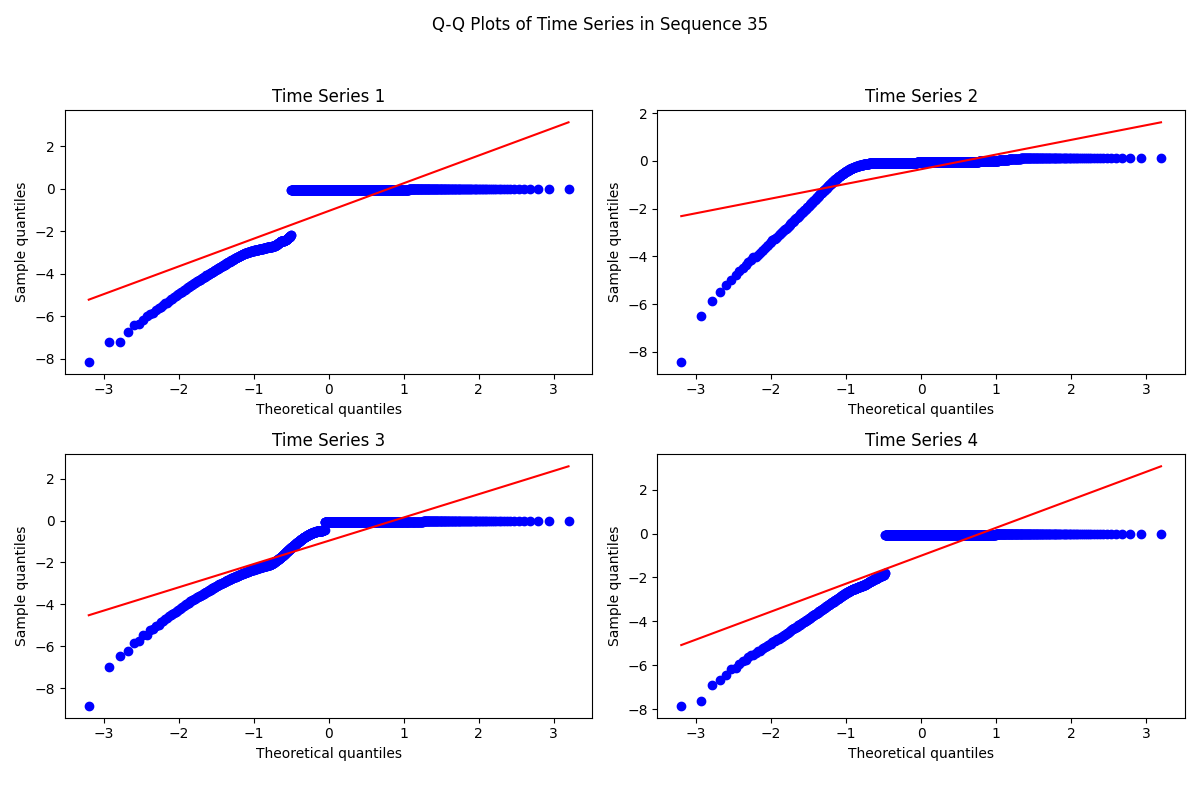 Q-Q Plots of Time Series in Sequence 35
Time Series 1
Sample quantiles
2
0
−2
−4
−6
−8
−3 −2 −1 0 1 2 3
Theoretical quantiles
Time Series 2
Sample quantiles
2
0
−2
−4
−6
−8
−3 −2 −1 0 1 2 3
Theoretical quantiles
Time Series 3
Sample quantiles
2
0
−2
−4
−6
−8
−3 −2 −1 0 1 2 3
Theoretical quantiles
Time Series 4
Sample quantiles
2
0
−2
−4
−6
−8
−3 −2 −1 0 1 2 3
Theoretical quantiles